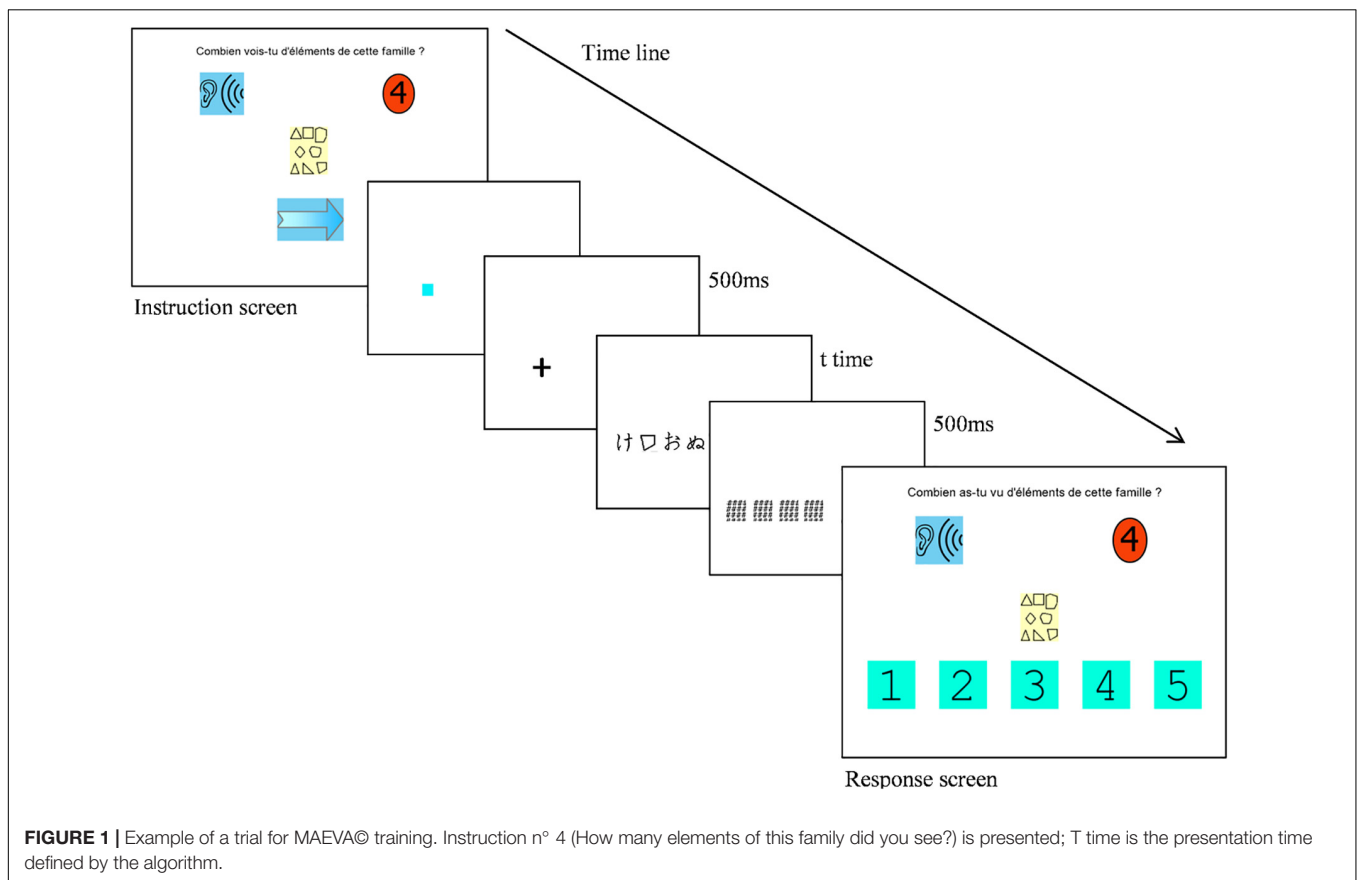 Combien vois-tu d'éléments de cette famille ?
4
Time line
Instruction screen
500ms
+
t time
け おぬ
500ms
Combien as-tu vu d'éléments de cette famille ?
4
1 2 3 4 5
Response screen
FIGURE 1 | Example of a trial for MAEVA© training. Instruction n° 4 (How many elements of this family did you see?) is presented; T time is the presentation time
defined by the algorithm.